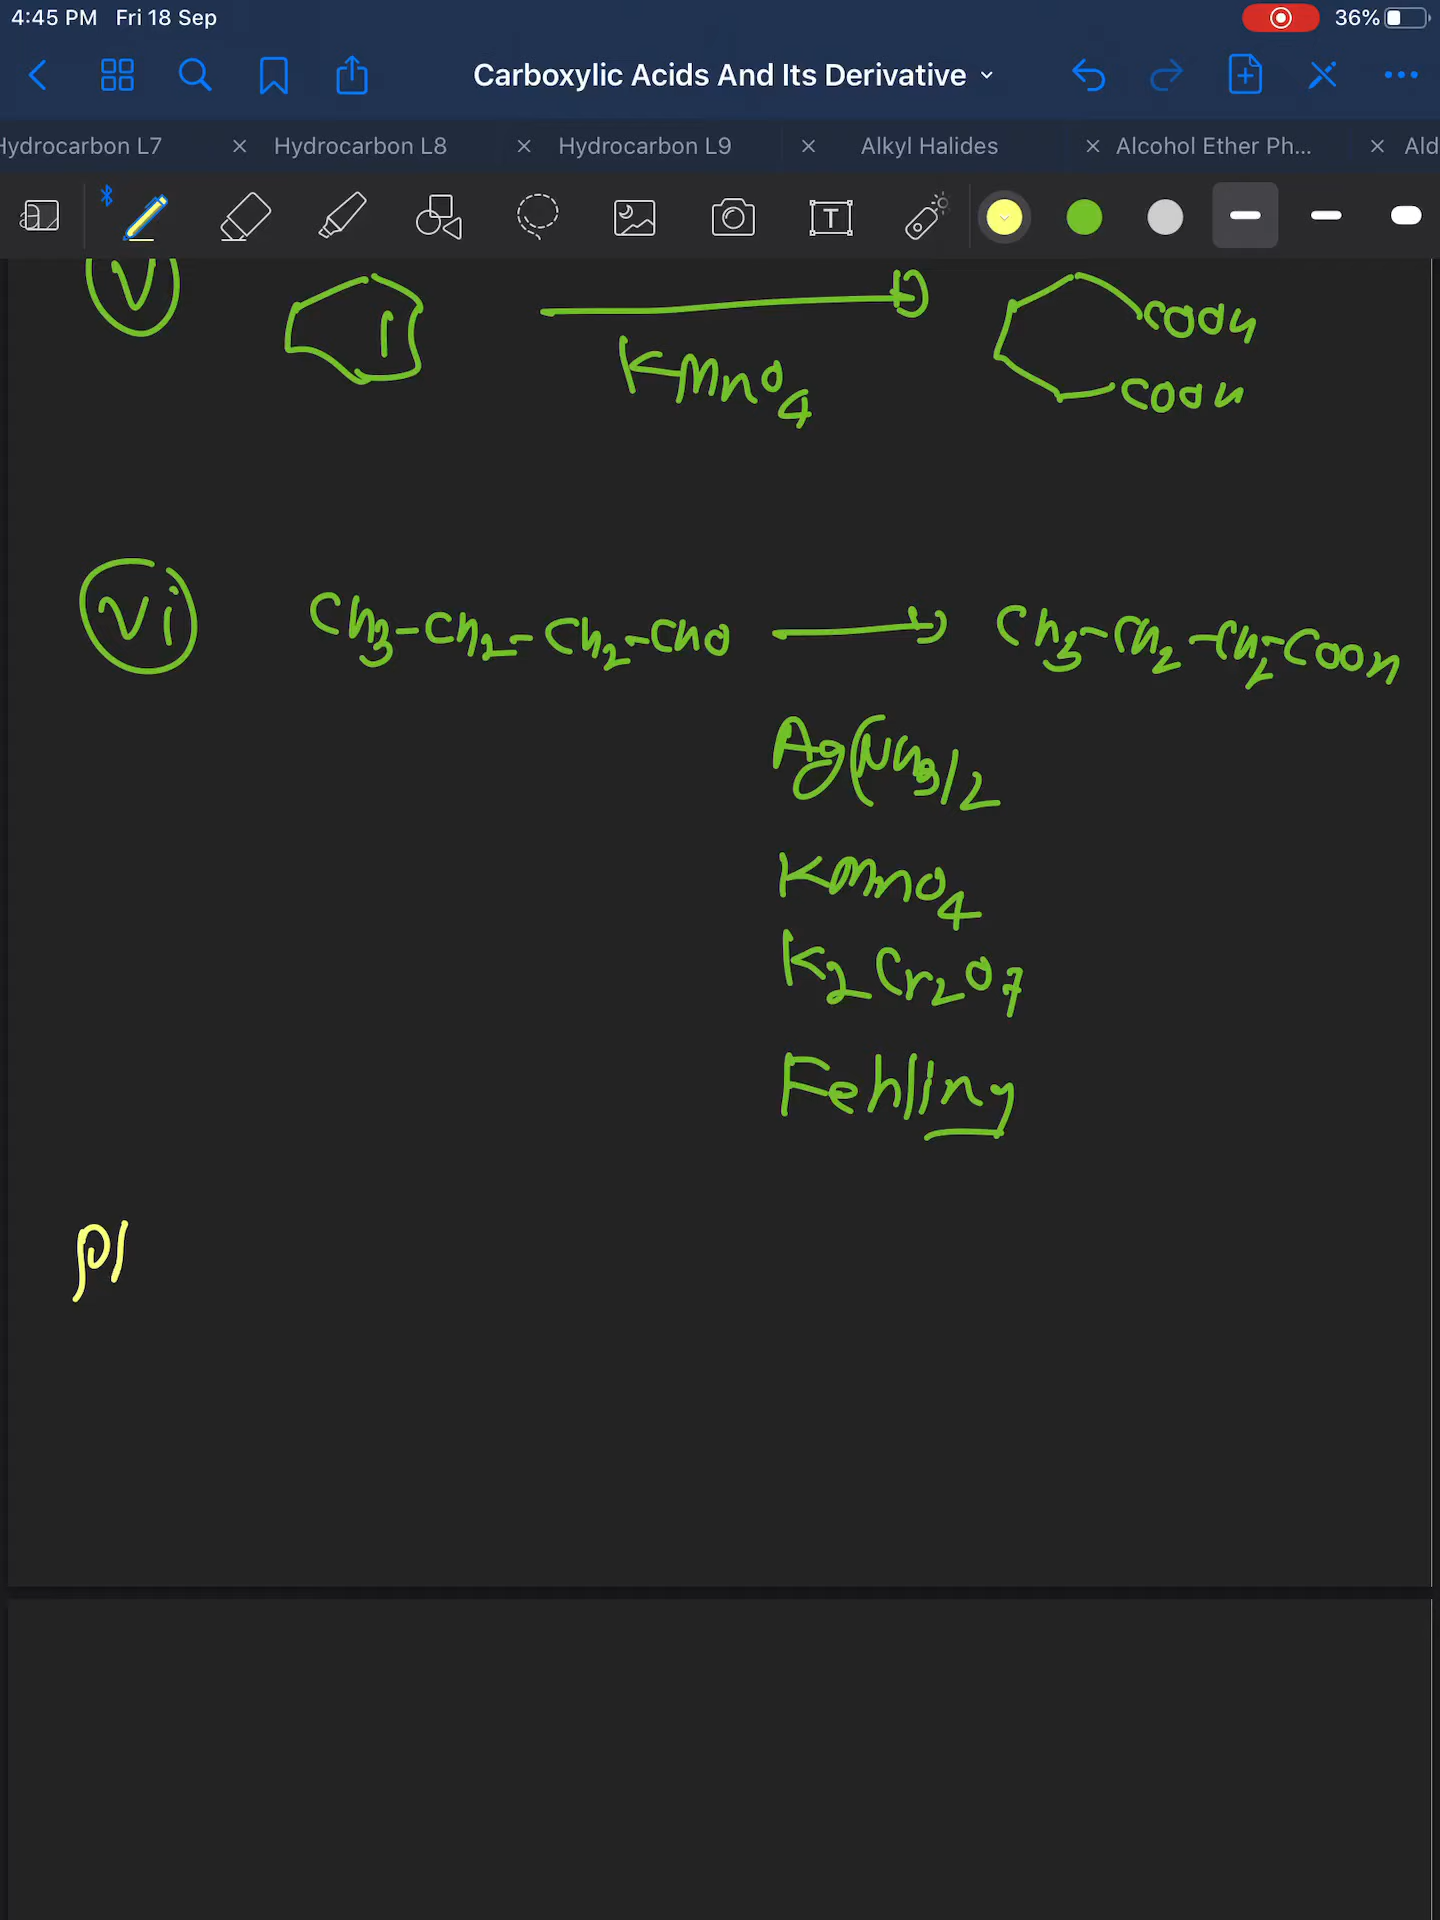 4:45 PM Fri 18 Sep 36%
Carboxylic Acids And Its Derivative
Hydrocarbon L7 × Hydrocarbon L8 × Hydrocarbon L9 × Alkyl Halides × Alcohol Ether Ph... × Ald
T
V COOH
KMnO4 COOH
Vi CH3-CH2-CH2-CHO → CH3-CH2-CH2-COOH
Ag(NH3)2
KMnO4
K2Cr2O7
Fehling